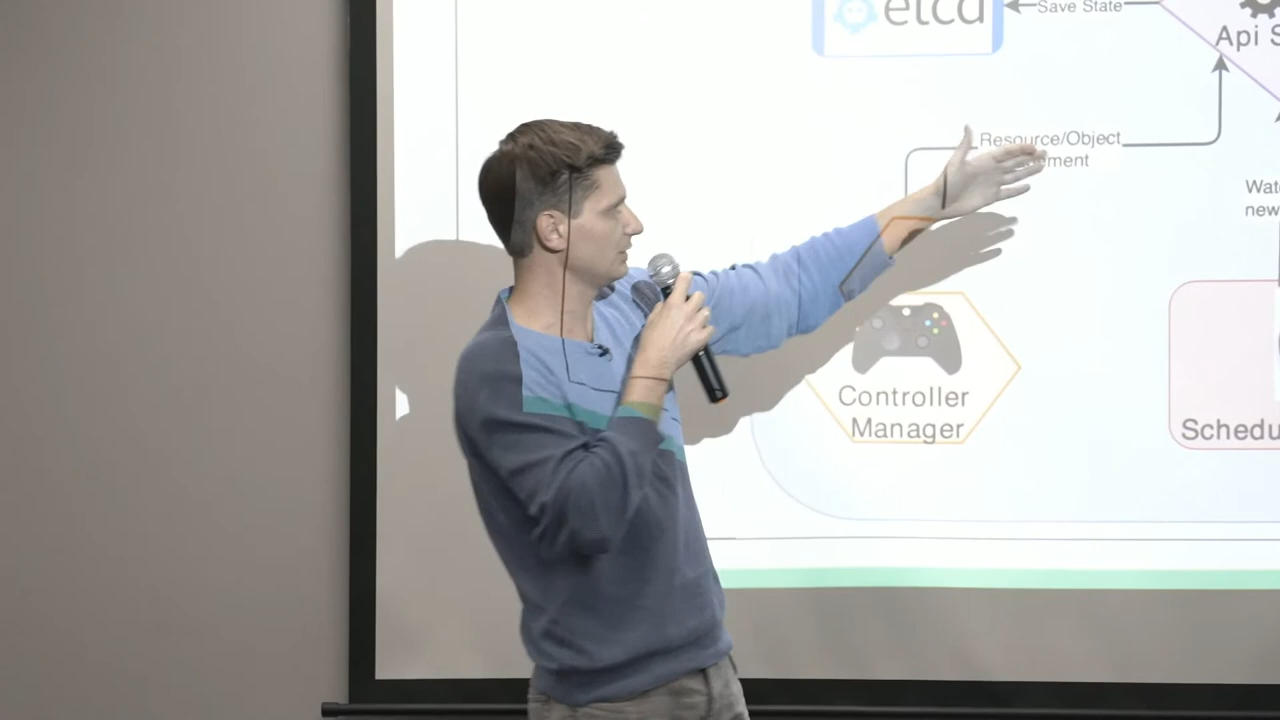 etcd
Save State
Api S
Resource/Object
ement
Wat
new
Controller
Manager
Schedu